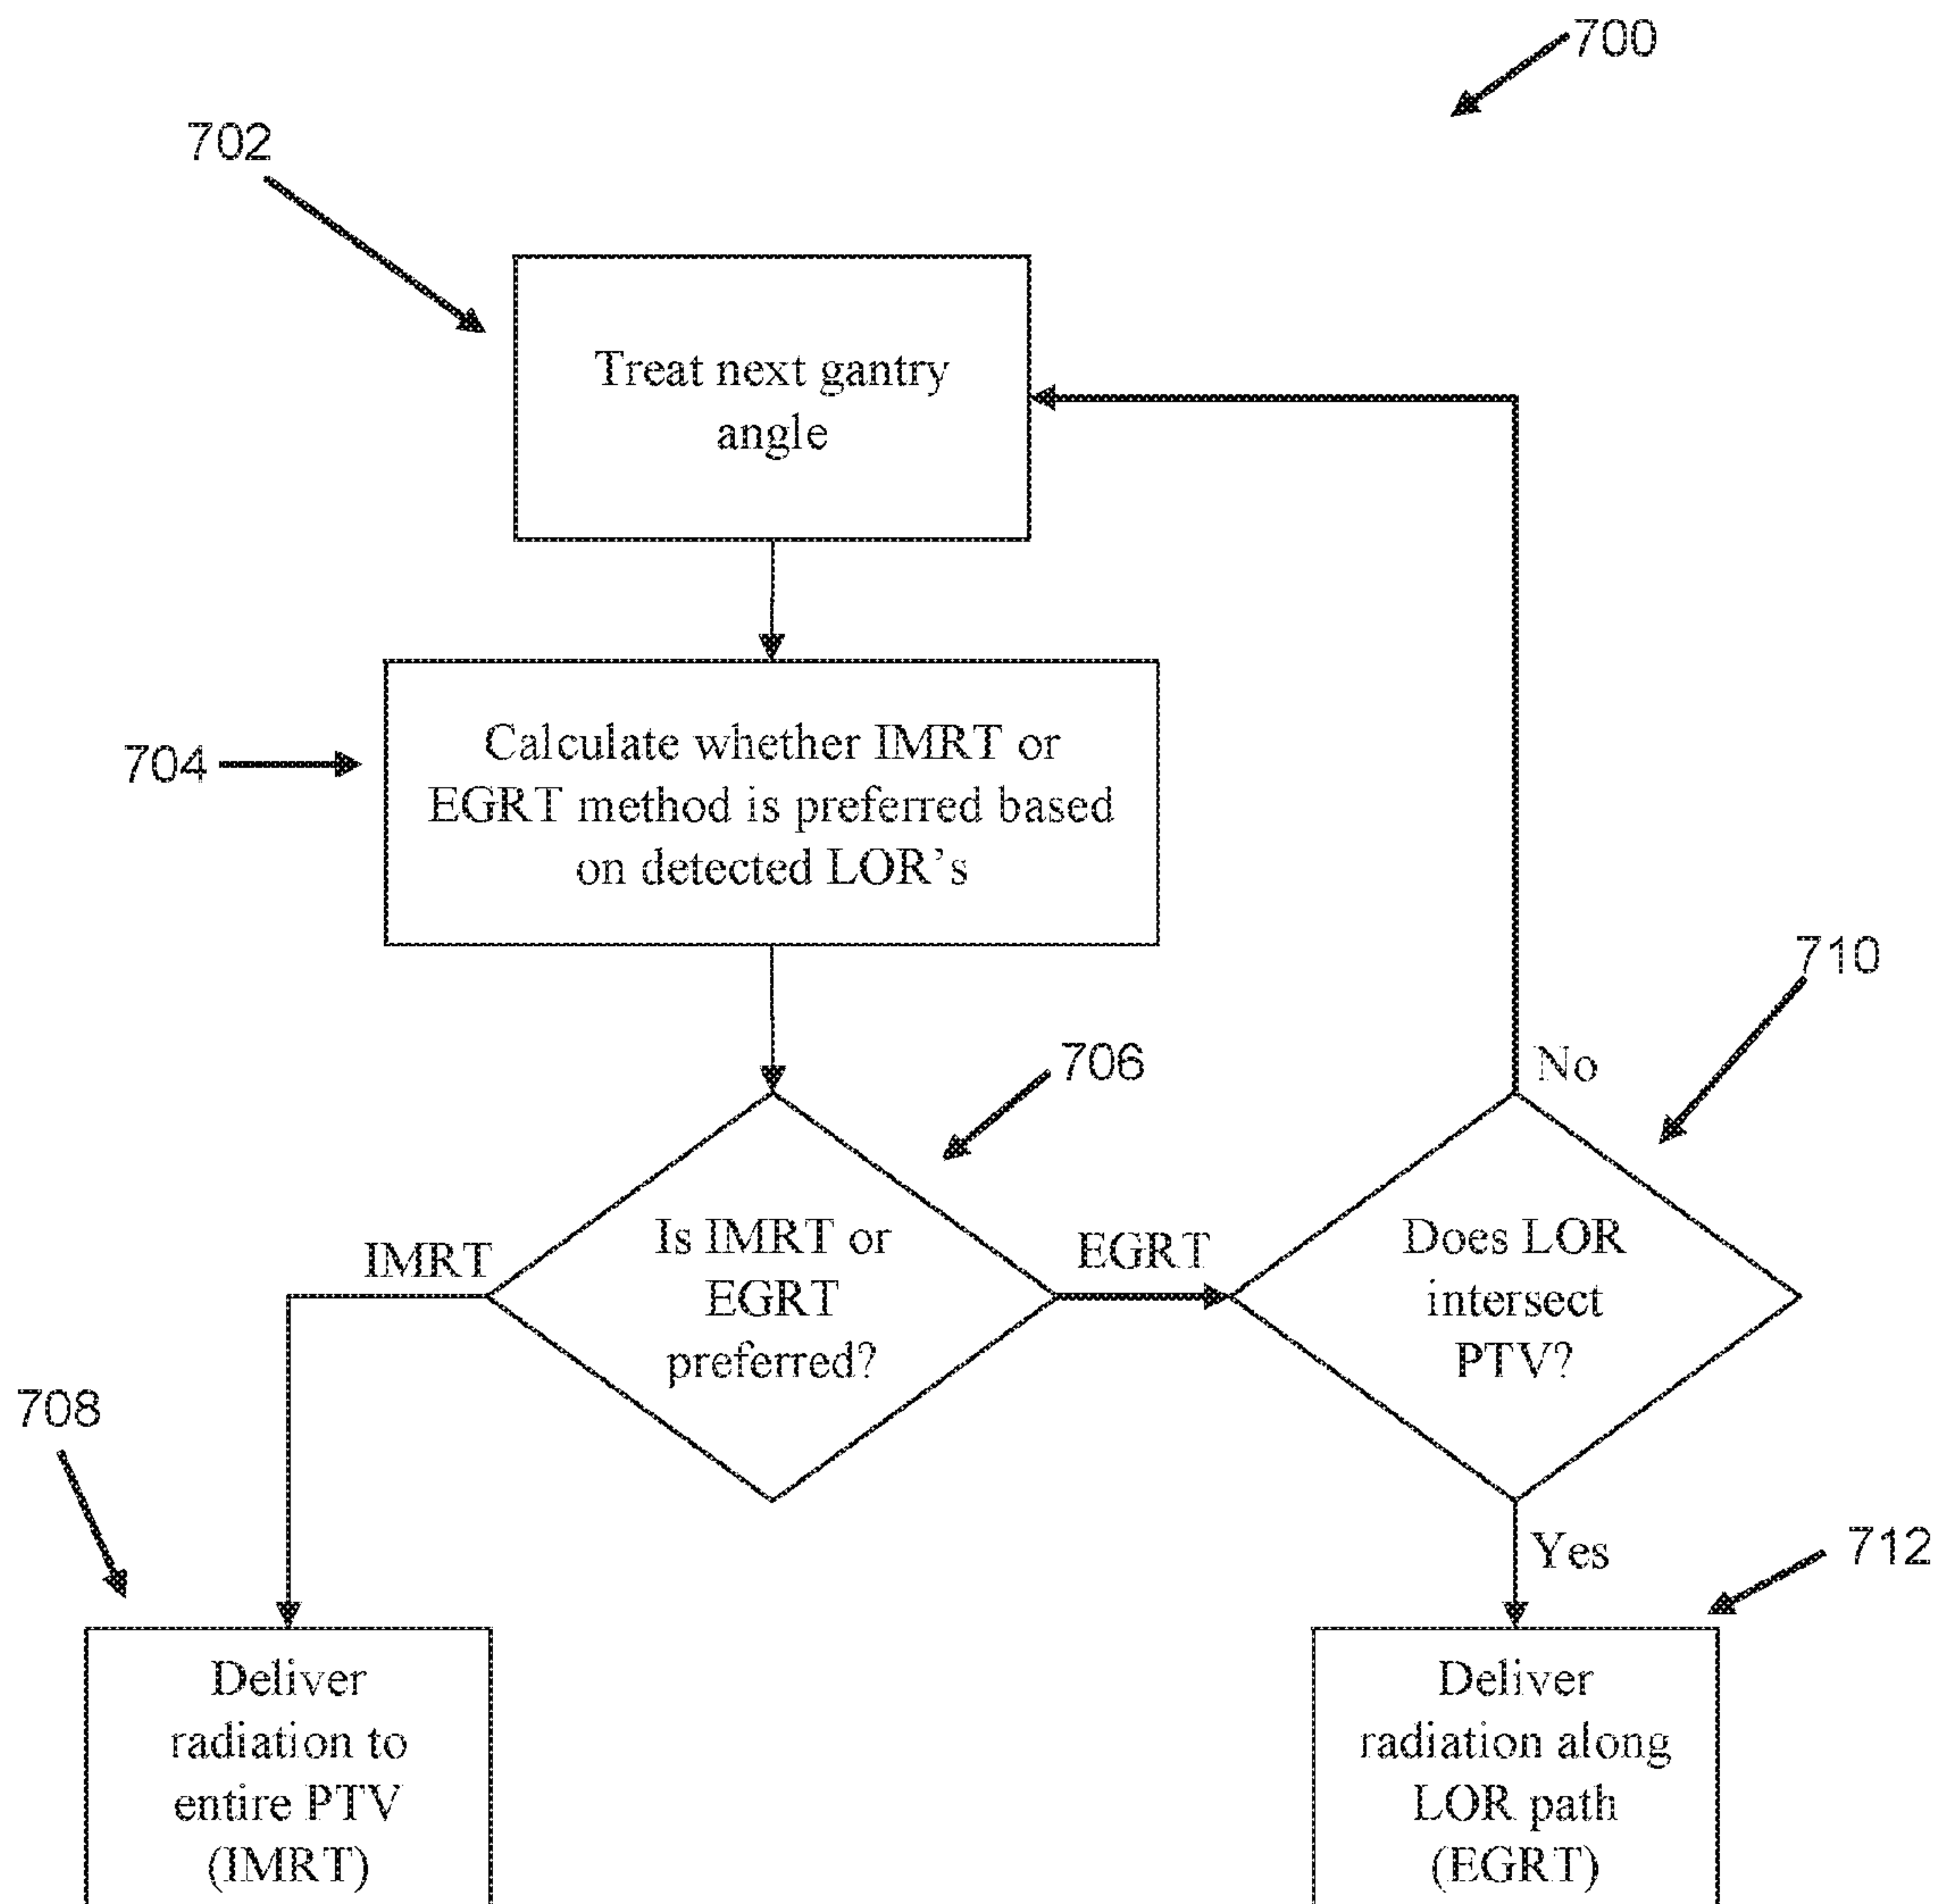 700
702
Treat next gantry
angle
704
Calculate whether IMRT or
EGRT method is preferred based
on detected LOR's
710
706
No
Is IMRT or
EGRT
preferred?
IMRT
EGRT
Does LOR
intersect
PTV?
708
Yes
712
Deliver
radiation to
entire PTV
(IMRT)
Deliver
radiation along
LOR path
(EGRT)